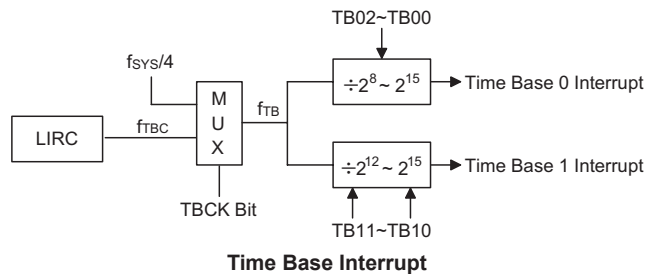 TB02~TB00
fSYS/4
M
U
X
fTB
÷2^8 ~ 2^15
Time Base 0 Interrupt
LIRC
fTBC
÷2^12 ~ 2^15
Time Base 1 Interrupt
TBCK Bit
TB11~TB10
Time Base Interrupt